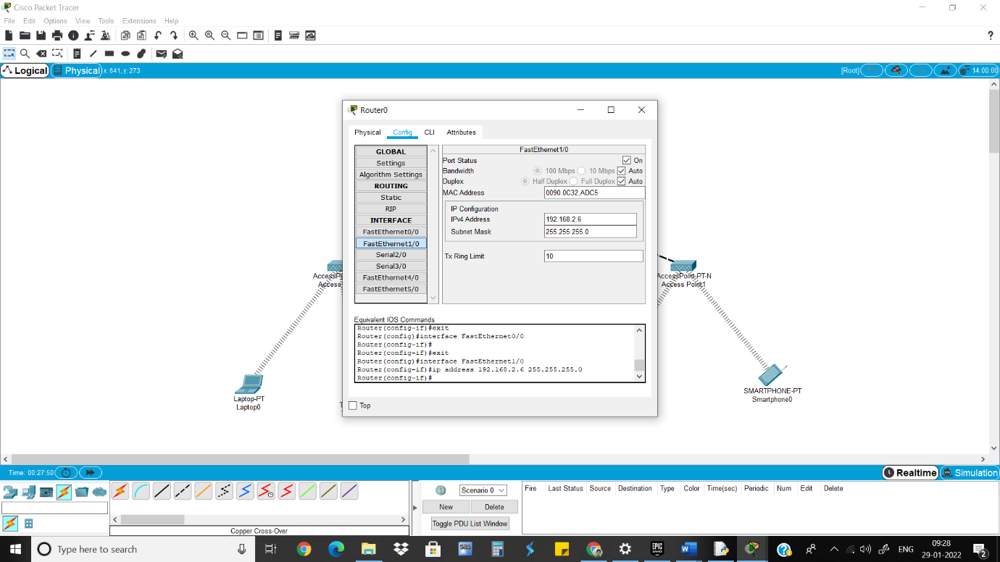 Cisco Packet Tracer
File Edit Options View Tools Extensions Help
?
Logical Physical x: 641, y: 273 [Root] 14:00:00
Router0
Physical Config CLI Attributes
GLOBAL
Settings
Algorithm Settings
ROUTING
Static
RIP
INTERFACE
FastEthernet0/0
FastEthernet1/0
Serial2/0
Serial3/0
FastEthernet4/0
FastEthernet5/0
FastEthernet1/0
Port Status On
Bandwidth 100 Mbps 10 Mbps Auto
Duplex Half Duplex Full Duplex Auto
MAC Address 0090.0C32.ADC5
IP Configuration
IPv4 Address 192.168.2.6
Subnet Mask 255.255.255.0
Tx Ring Limit 10
Equivalent IOS Commands
Router(config-if)#exit
Router(config)#interface FastEthernet0/0
Router(config-if)#
Router(config-if)#exit
Router(config)#interface FastEthernet1/0
Router(config-if)#ip address 192.168.2.6 255.255.255.0
Router(config-if)#
Top
AccessP
Access
AccessPoint-PT-N
Access Point1
Laptop-PT
Laptop0
SMARTPHONE-PT
Smartphone0
Time: 00:27:50 Realtime Simulation
Scenario 0
New Delete
Toggle PDU List Window
Fire Last Status Source Destination Type Color Time(sec) Periodic Num Edit Delete
Copper Cross-Over
Type here to search
sas
EPIC GAMES
ENG
09:28
29-01-2022
2